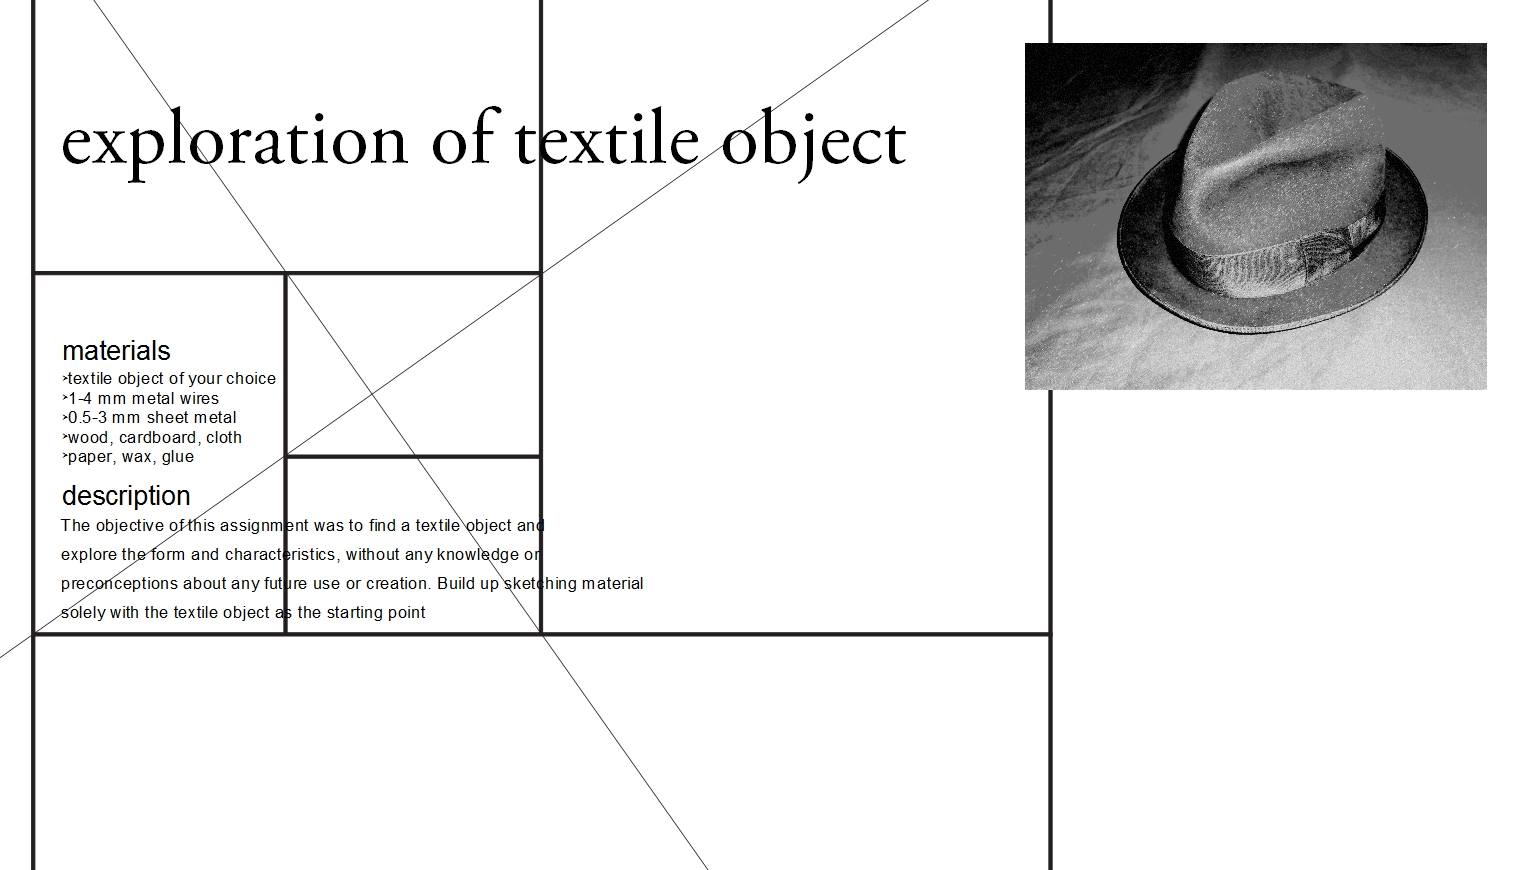 exploration of textile object
materials
>textile object of your choice
>1-4 mm metal wires
>0.5-3 mm sheet metal
>wood, cardboard, cloth
>paper, wax, glue
description
The objective of this assignment was to find a textile object and
explore the form and characteristics, without any knowledge or
preconceptions about any future use or creation. Build up sketching material
solely with the textile object as the starting point